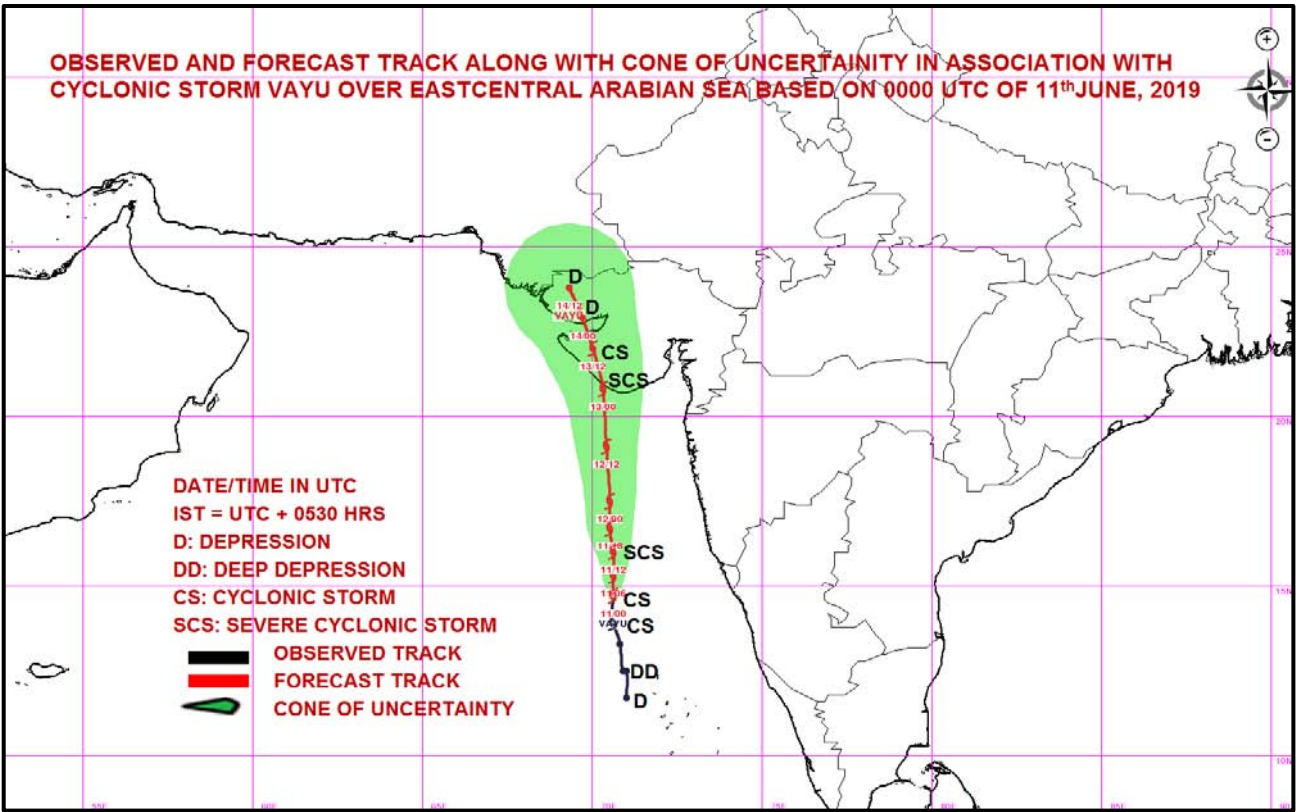 OBSERVED AND FORECAST TRACK ALONG WITH CONE OF UNCERTAINITY IN ASSOCIATION WITH
CYCLONIC STORM VAYU OVER EASTCENTRAL ARABIAN SEA BASED ON 0000 UTC OF 11thJUNE, 2019
+
-
25N
D
14/12
VAYU
D
14/00
CS
13/12
SCS
13/00
20N
12/12
DATE/TIME IN UTC
IST = UTC + 0530 HRS
12/00
D: DEPRESSION
11/18
SCS
DD: DEEP DEPRESSION
11/12
15N
CS: CYCLONIC STORM
11/06
CS
11/00
SCS: SEVERE CYCLONIC STORM
VAYU
CS
OBSERVED TRACK
DD
FORECAST TRACK
D
CONE OF UNCERTAINTY
10N